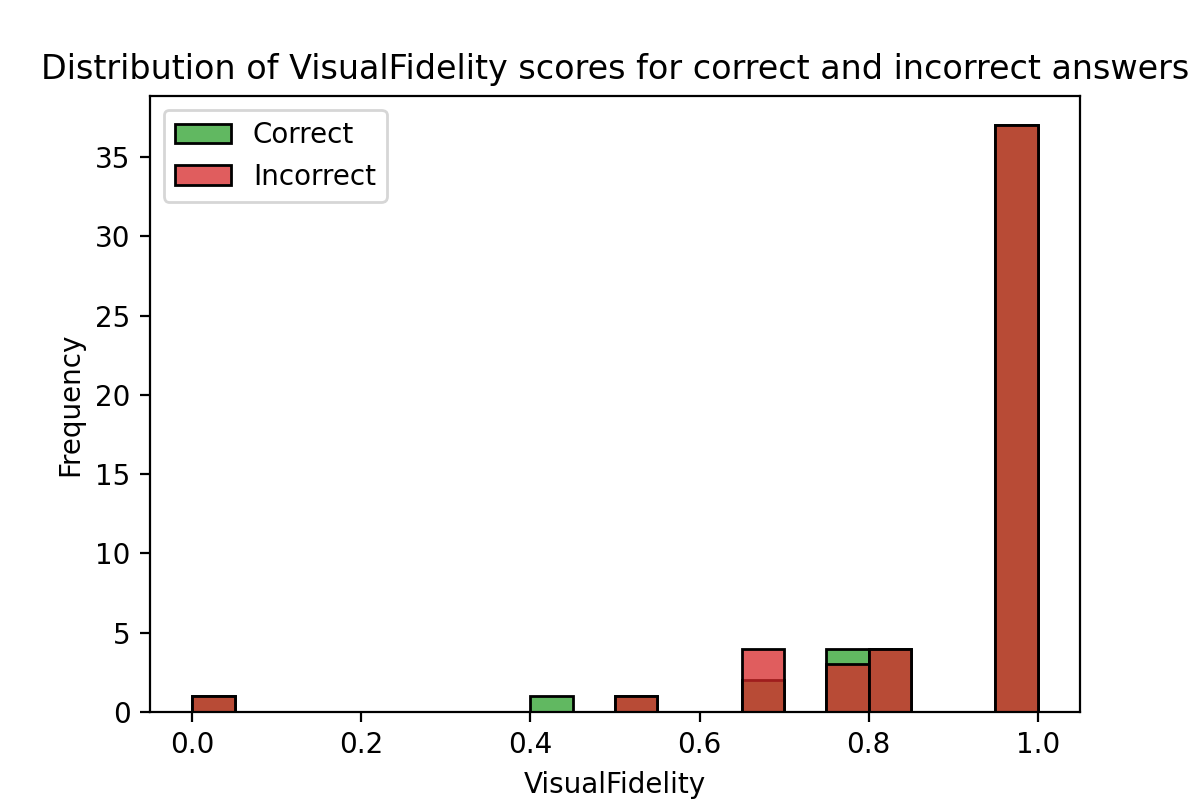 Distribution of VisualFidelity scores for correct and incorrect answers
Correct
Incorrect
35
30
25
20
15
10
5
0
Frequency
0.0 0.2 0.4 0.6 0.8 1.0
VisualFidelity